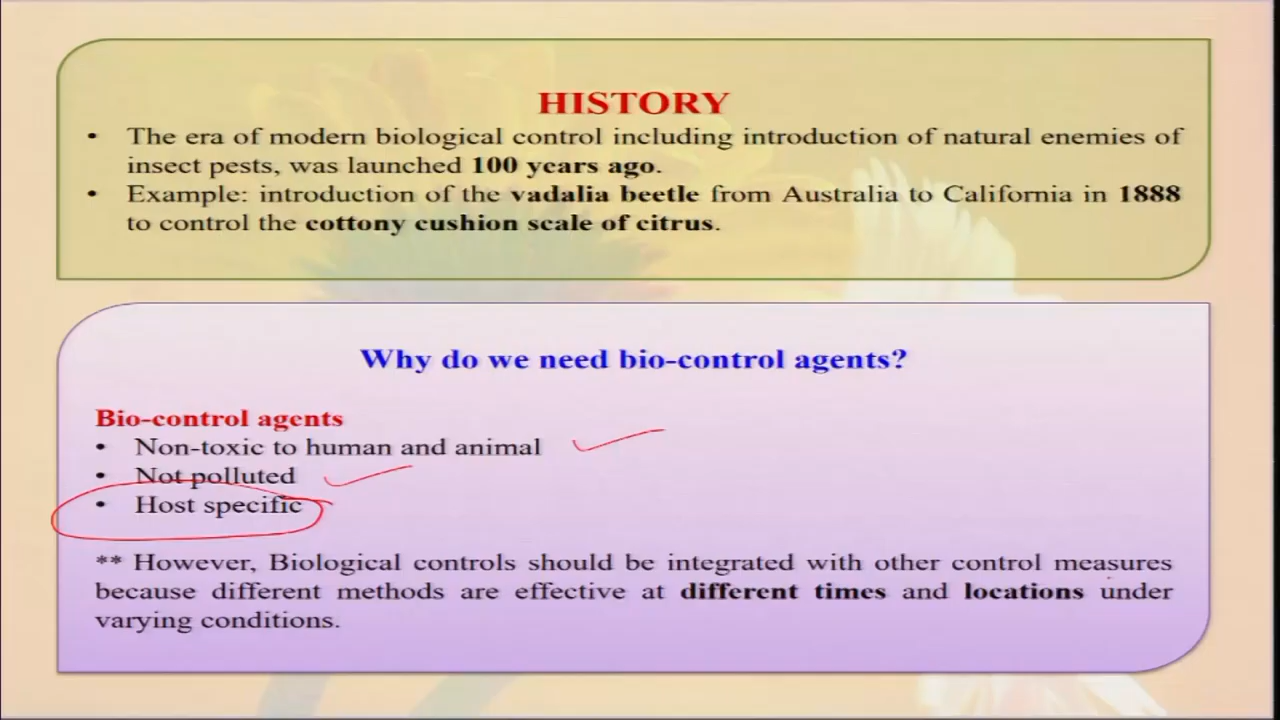 HISTORY
• The era of modern biological control including introduction of natural enemies of
insect pests, was launched 100 years ago.
• Example: introduction of the vadalia beetle from Australia to California in 1888
to control the cottony cushion scale of citrus.
Why do we need bio-control agents?
Bio-control agents
• Non-toxic to human and animal
• Not polluted
• Host specific
** However, Biological controls should be integrated with other control measures
because different methods are effective at different times and locations under
varying conditions.